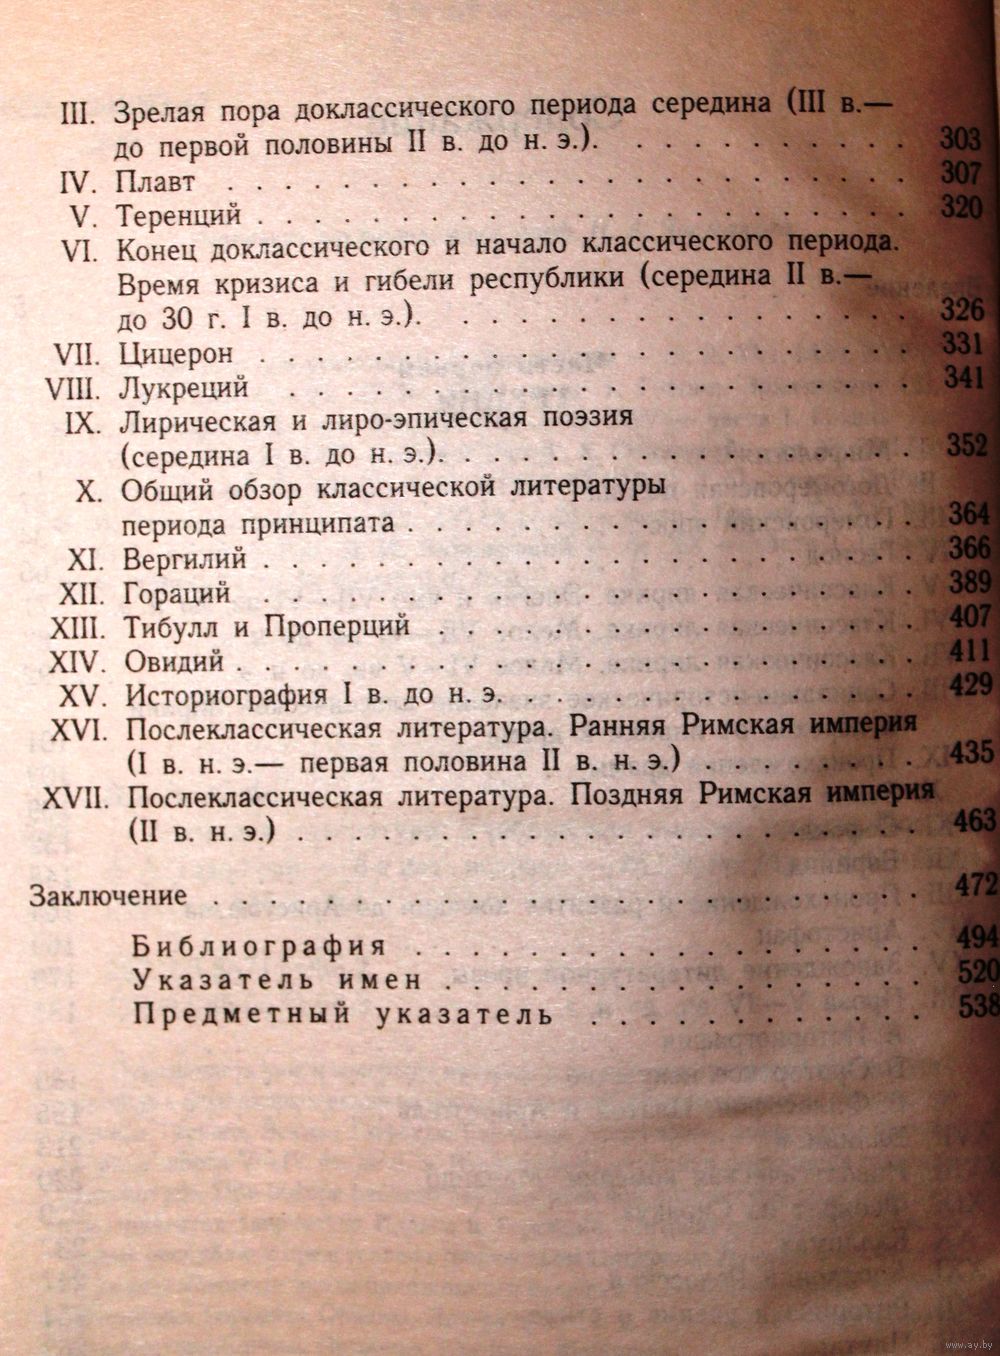 III. Зрелая пора доклассического периода середина (III в.—
до первой половины II в. до н. э.). . . . . . . . . . . 303
IV. Плавт . . . . . . . . . . . . . . . . . . . . 307
V. Теренций . . . . . . . . . . . . . . . . . . . 320
VI. Конец доклассического и начало классического периода.
Время кризиса и гибели республики (середина II в.—
до 30 г. I в. до н. э.). . . . . . . . . . . . . . . 326
VII. Цицерон . . . . . . . . . . . . . . . . . . . 331
VIII. Лукреций . . . . . . . . . . . . . . . . . . 341
IX. Лирическая и лиро-эпическая поэзия
(середина I в. до н. э.). . . . . . . . . . . . . . . 352
X. Общий обзор классической литературы
периода принципата . . . . . . . . . . . . . . . 364
XI. Вергилий . . . . . . . . . . . . . . . . . . . 366
XII. Гораций . . . . . . . . . . . . . . . . . . . 389
XIII. Тибулл и Проперций . . . . . . . . . . . . . . 407
XIV. Овидий . . . . . . . . . . . . . . . . . . . . 411
XV. Историография I в. до н. э. . . . . . . . . . . . . 429
XVI. Послеклассическая литература. Ранняя Римская империя
(I в. н. э.— первая половина II в. н. э.) . . . . . . . 435
XVII. Послеклассическая литература. Поздняя Римская империя
(II в. н. э.) . . . . . . . . . . . . . . . . . . . 463
Заключение . . . . . . . . . . . . . . . . . . . . . 472
Библиография . . . . . . . . . . . . . . . 494
Указатель имен . . . . . . . . . . . . . . 520
Предметный указатель . . . . . . . . . . 538
www.ay.by